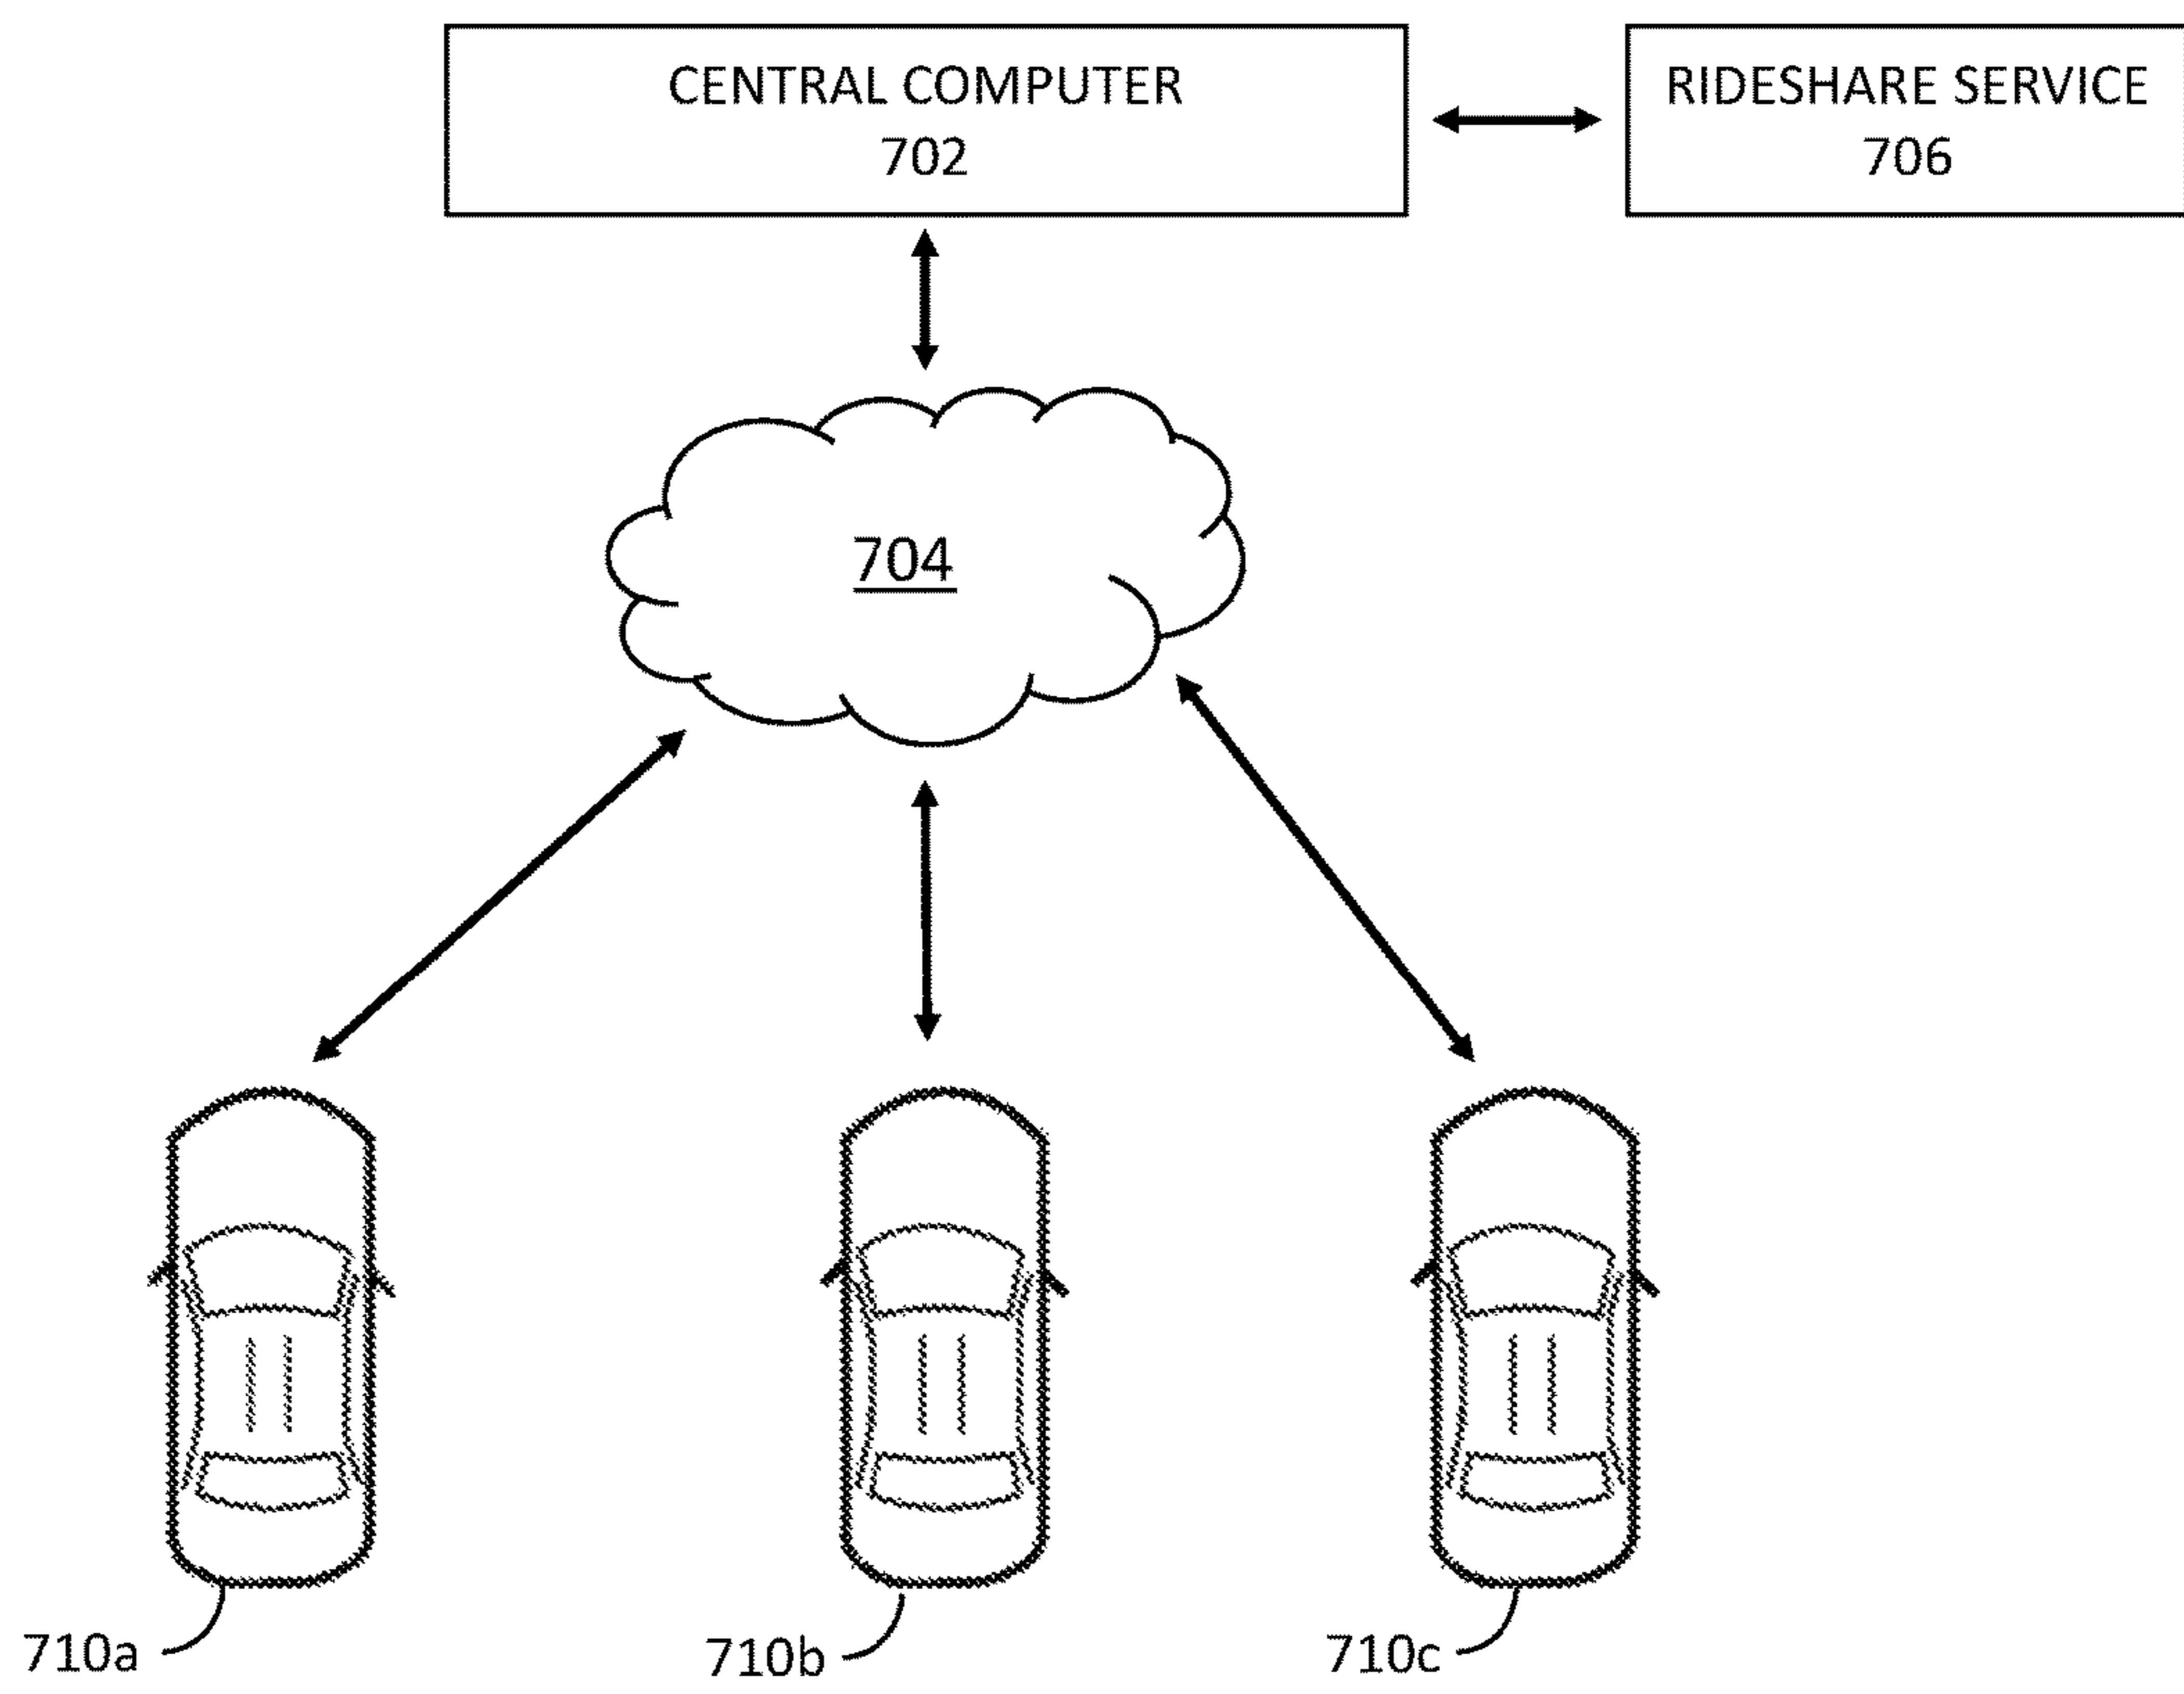 CENTRAL COMPUTER
702
RIDESHARE SERVICE
706
704
710a
710b
710c